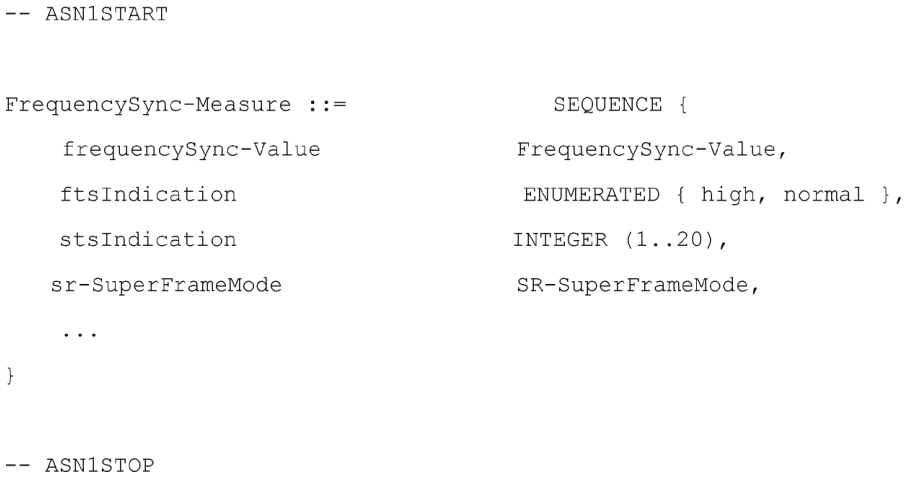 -- ASN1START
FrequencySync-Measure ::= SEQUENCE {
frequencySync-Value FrequencySync-Value,
ftsIndication ENUMERATED { high, normal },
stsIndication INTEGER (1..20),
sr-SuperFrameMode SR-SuperFrameMode,
...
}
-- ASN1STOP